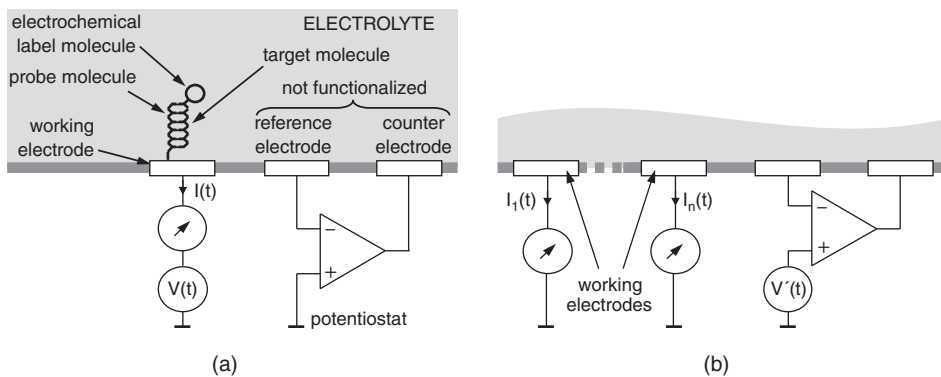 electrochemical
label molecule
probe molecule
ELECTROLYTE
target molecule
not functionalized
working
electrode
reference
electrode
counter
electrode
I(t)
V(t)
−
+
potentiostat
(a)
I1(t)
In(t)
working
electrodes
−
+
V´(t)
(b)